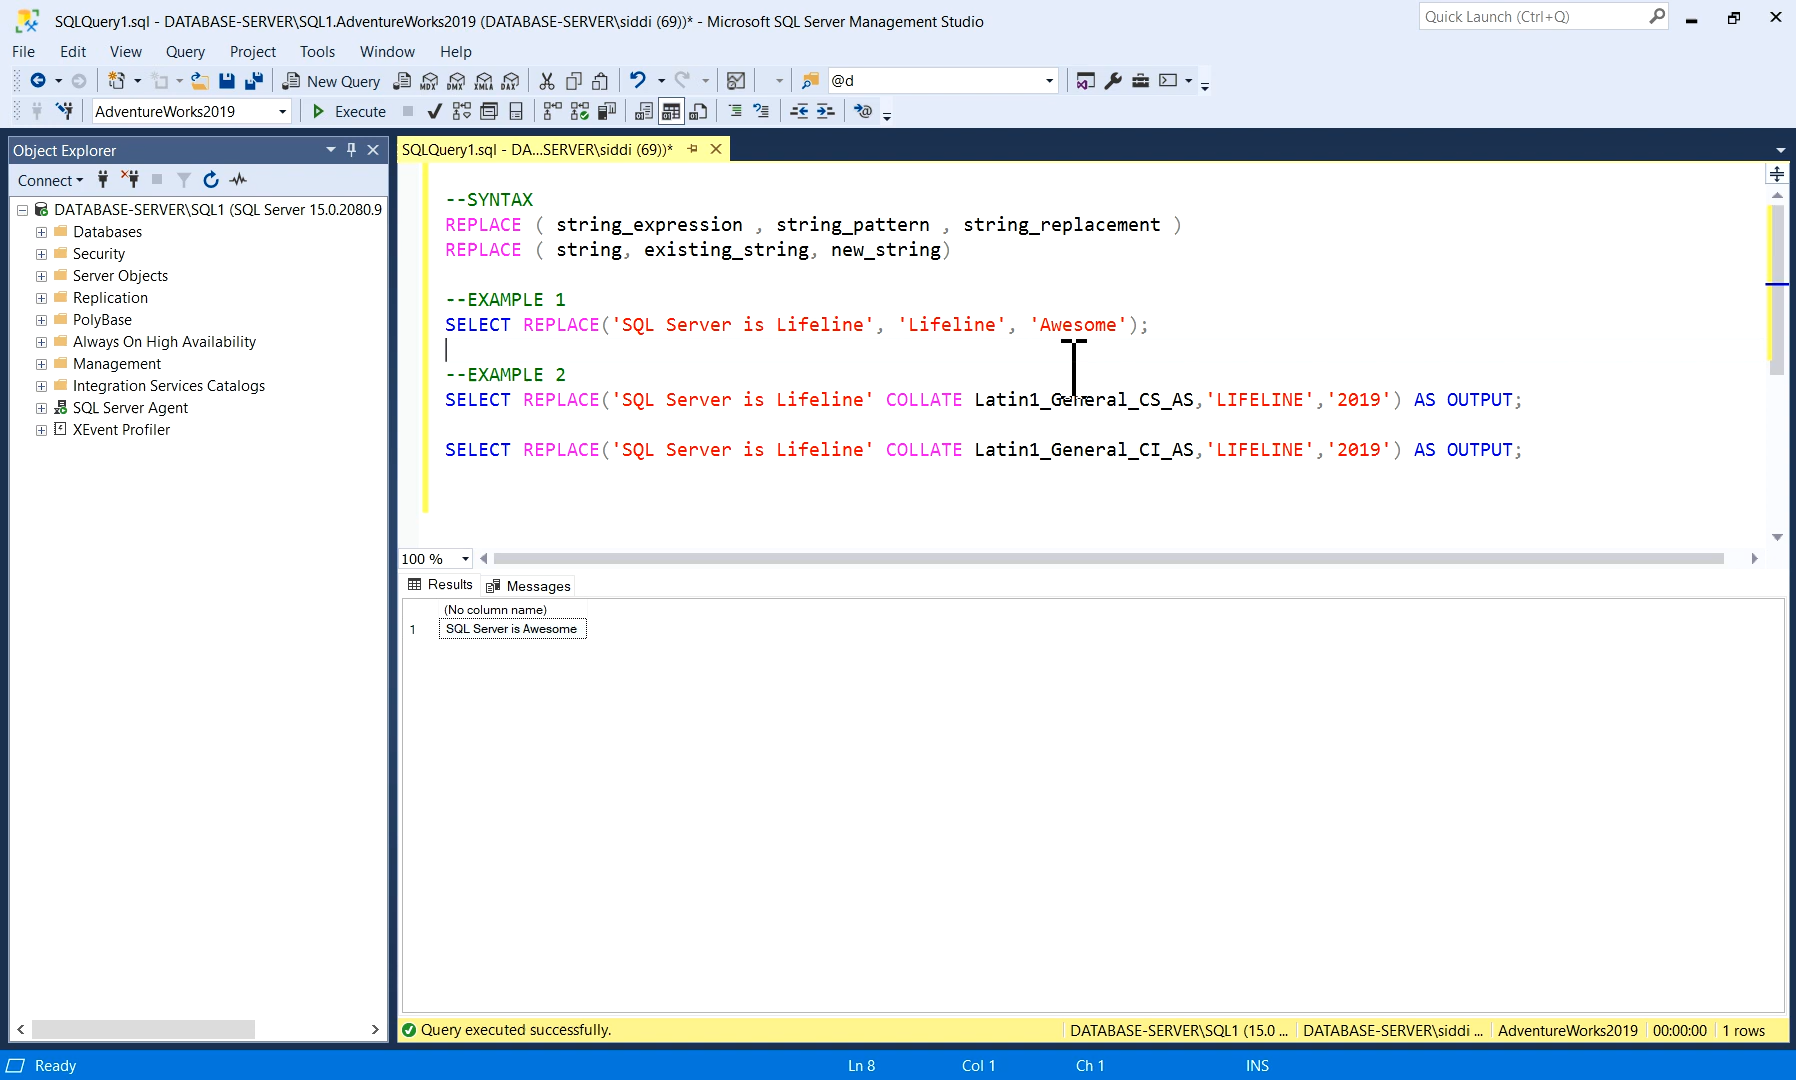 SQLQuery1.sql - DATABASE-SERVER\SQL1.AdventureWorks2019 (DATABASE-SERVER\siddi (69))* - Microsoft SQL Server Management Studio
Quick Launch (Ctrl+Q)
File Edit View Query Project Tools Window Help
New Query MDX DMX XMLA DAX @d
AdventureWorks2019 Execute
Object Explorer
Connect
DATABASE-SERVER\SQL1 (SQL Server 15.0.2080.9
Databases
Security
Server Objects
Replication
PolyBase
Always On High Availability
Management
Integration Services Catalogs
SQL Server Agent
XEvent Profiler
SQLQuery1.sql - DA...SERVER\siddi (69))*
--SYNTAX
REPLACE ( string_expression , string_pattern , string_replacement )
REPLACE ( string, existing_string, new_string)
--EXAMPLE 1
SELECT REPLACE('SQL Server is Lifeline', 'Lifeline', 'Awesome');
--EXAMPLE 2
SELECT REPLACE('SQL Server is Lifeline' COLLATE Latin1_General_CS_AS,'LIFELINE','2019') AS OUTPUT;
SELECT REPLACE('SQL Server is Lifeline' COLLATE Latin1_General_CI_AS,'LIFELINE','2019') AS OUTPUT;
100 %
Results Messages
(No column name)
1 SQL Server is Awesome
Query executed successfully. DATABASE-SERVER\SQL1 (15.0 ... DATABASE-SERVER\siddi ... AdventureWorks2019 00:00:00 1 rows
Ready Ln 8 Col 1 Ch 1 INS